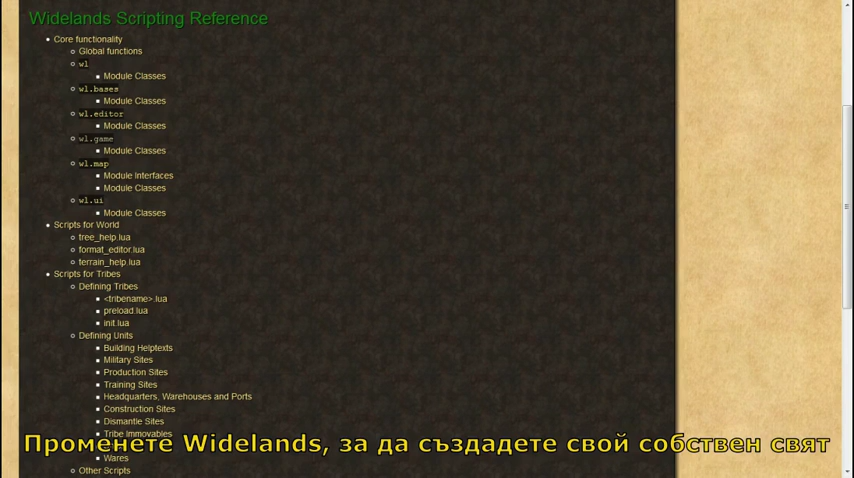 Widelands Scripting Reference
Core functionality
Global functions
wl
Module Classes
wl.bases
Module Classes
wl.editor
Module Classes
wl.game
Module Classes
wl.map
Module Interfaces
Module Classes
wl.ui
Module Classes
Scripts for World
tree_help.lua
format_editor.lua
terrain_help.lua
Scripts for Tribes
Defining Tribes
<tribename>.lua
preload.lua
init.lua
Defining Units
Building Helptexts
Military Sites
Production Sites
Training Sites
Headquarters, Warehouses and Ports
Construction Sites
Dismantle Sites
Tribe Immovables
Променете Widelands, за да създадете свой собствен свят
Wares
Other Scripts